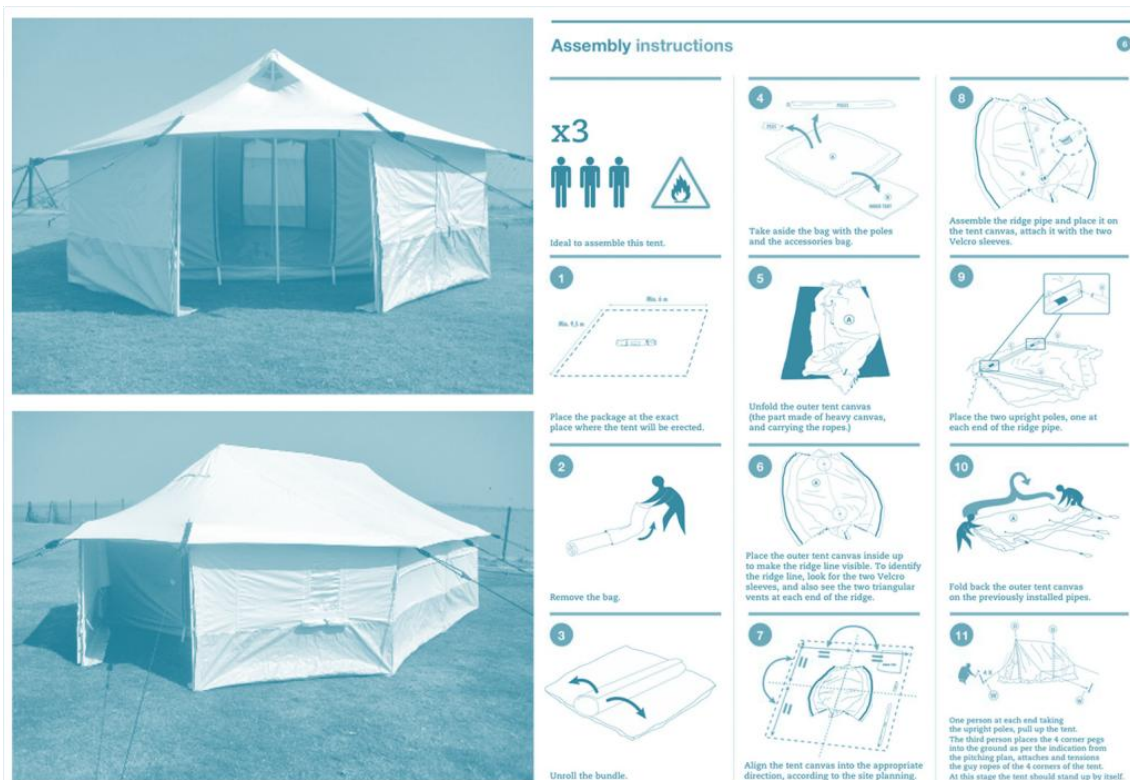 Assembly instructions
6
x3
Ideal to assemble this tent.
1
Min. 6 m
Min. 9,5 m
Place the package at the exact
place where the tent will be erected.
2
Remove the bag.
3
Unroll the bundle.
4
POLES
PEGS
A
B
INNER TENT
Take aside the bag with the poles
and the accessories bag.
5
A
Unfold the outer tent canvas
(the part made of heavy canvas,
and carrying the ropes.)
6
A
Place the outer tent canvas inside up
to make the ridge line visible. To identify
the ridge line, look for the two Velcro
sleeves, and also see the two triangular
vents at each end of the ridge.
7
Align the tent canvas into the appropriate
direction, according to the site planning.
8
Assemble the ridge pipe and place it on
the tent canvas, attach it with the two
Velcro sleeves.
9
Place the two upright poles, one at
each end of the ridge pipe.
10
A
Fold back the outer tent canvas
on the previously installed pipes.
11
4X
One person at each end taking
the upright poles, pull up the tent.
The third person places the 4 corner pegs
into the ground as per the indication from
the pitching plan, attaches and tensions
the guy ropes of the 4 corners of the tent.
At this stage the tent should stand up by itself.